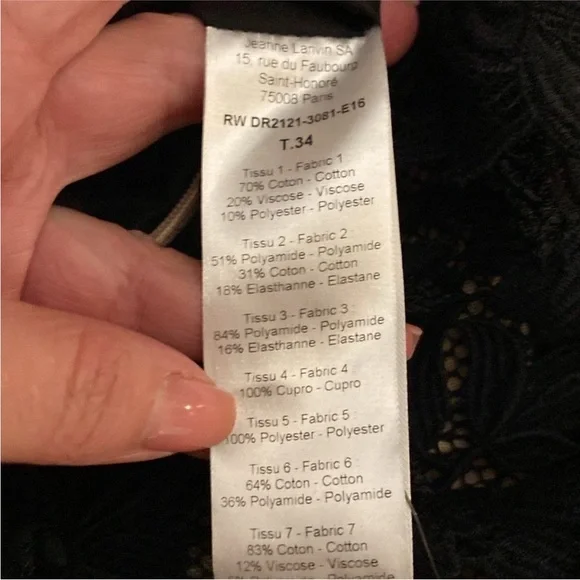 Jeanne Lanvin SA
15, rue du Faubourg
Saint-Honoré
75008 Paris
RW DR2121-3081-E16
T.34
Tissu 1 - Fabric 1
70% Coton - Cotton
20% Viscose - Viscose
10% Polyester - Polyester
Tissu 2 - Fabric 2
51% Polyamide - Polyamide
31% Coton - Cotton
18% Elasthanne - Elastane
Tissu 3 - Fabric 3
84% Polyamide - Polyamide
16% Elasthanne - Elastane
Tissu 4 - Fabric 4
100% Cupro - Cupro
Tissu 5 - Fabric 5
100% Polyester - Polyester
Tissu 6 - Fabric 6
64% Coton - Cotton
36% Polyamide - Polyamide
Tissu 7 - Fabric 7
83% Coton - Cotton
12% Viscose - Viscose
Polyamide